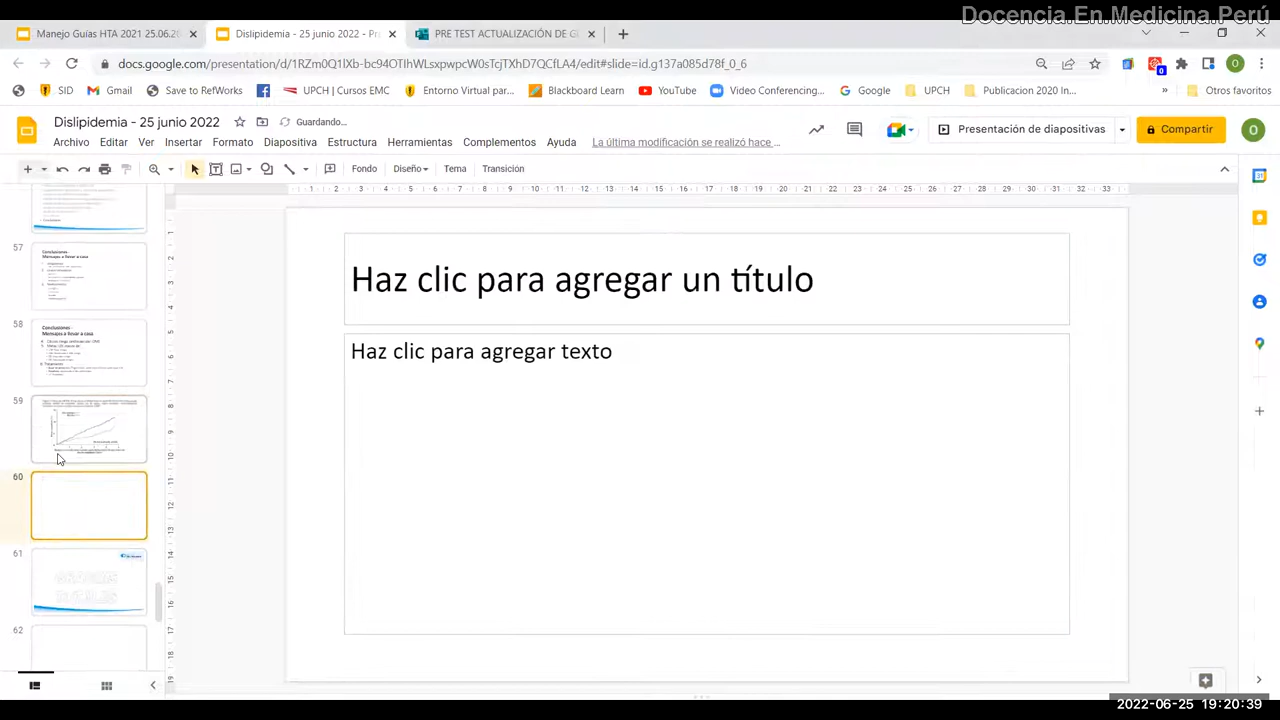 Docencia En Medicina Perú
Manejo Guías HTA 2021 25.06.20
Dislipidemia - 25 junio 2022 - Pr
PRE TEST ACTUALIZACIÓN DE G
docs.google.com/presentation/d/1RZm0Q1lXb-bc94OTIhWLsxpwpcW0sTcjTXhD7QCfLA4/edit#slide=id.g137a085d78f_0_6
SID
Gmail
Save to RefWorks
UPCH | Cursos EMC
Entorno Virtual par...
Blackboard Learn
YouTube
Video Conferencing...
Google
UPCH
Publicacion 2020 In...
»
Otros favoritos
Dislipidemia - 25 junio 2022
Guardando...
Archivo Editar Ver Insertar Formato Diapositiva Estructura Herramientas Complementos Ayuda
La última modificación se realizó hace ...
Presentación de diapositivas
Compartir
Fondo Diseño Tema Transición
57
Conclusiones
Mensajes a llevar a casa
58
Conclusiones
Mensajes a llevar a casa
59
60
61
62
Haz clic para agregar un título
Haz clic para agregar texto
2022-06-25 19:20:39